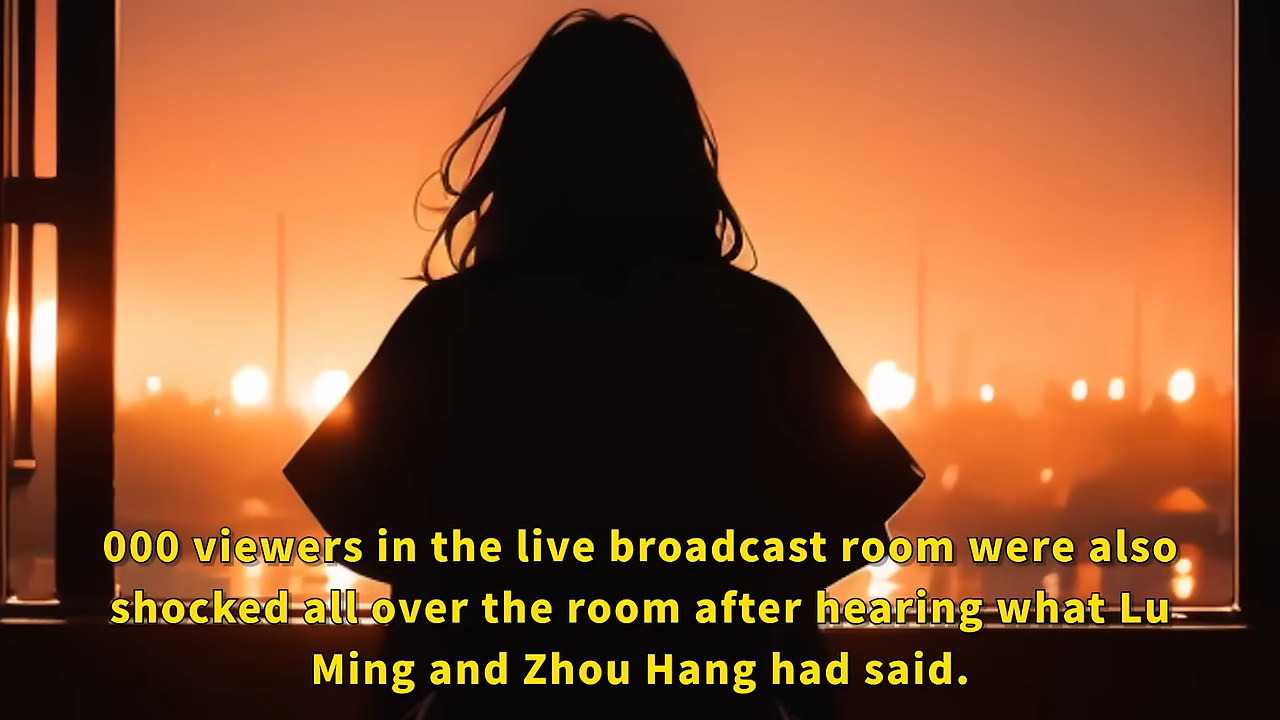 000 viewers in the live broadcast room were also
shocked all over the room after hearing what Lu
Ming and Zhou Hang had said.